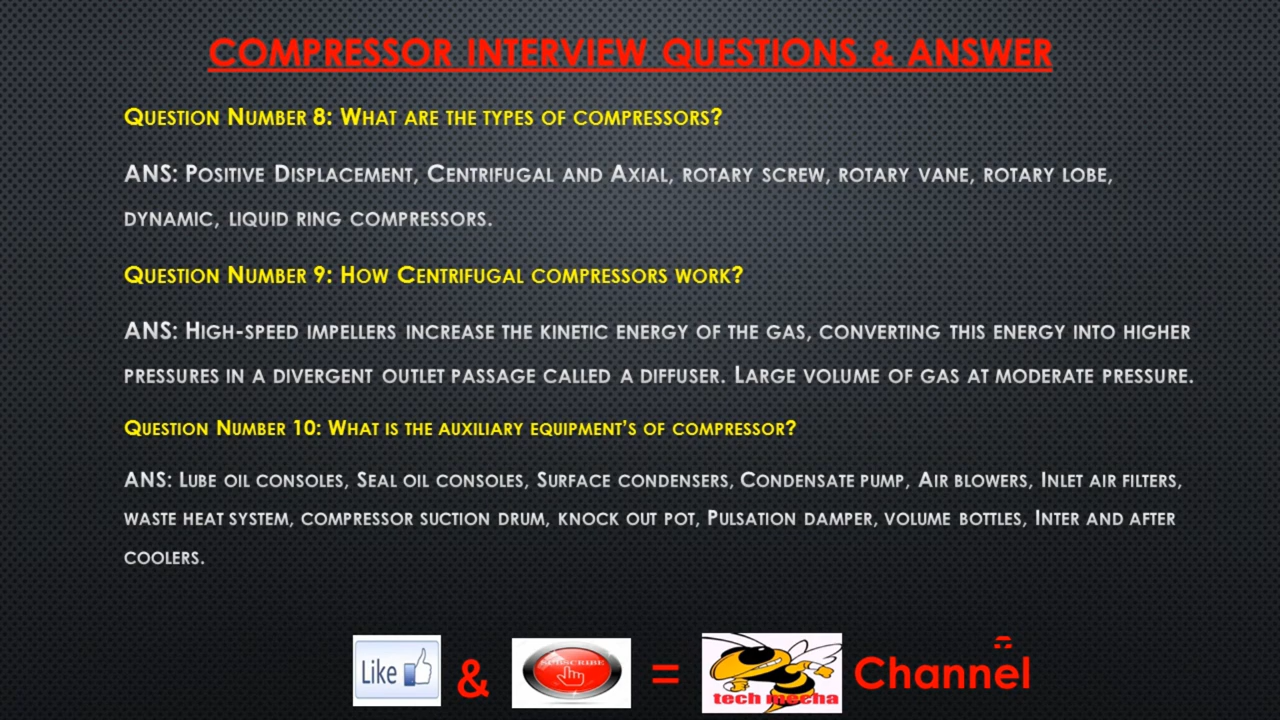 COMPRESSOR INTERVIEW QUESTIONS & ANSWER
QUESTION NUMBER 8: WHAT ARE THE TYPES OF COMPRESSORS?
ANS: POSITIVE DISPLACEMENT, CENTRIFUGAL AND AXIAL, ROTARY SCREW, ROTARY VANE, ROTARY LOBE,
DYNAMIC, LIQUID RING COMPRESSORS.
QUESTION NUMBER 9: HOW CENTRIFUGAL COMPRESSORS WORK?
ANS: HIGH-SPEED IMPELLERS INCREASE THE KINETIC ENERGY OF THE GAS, CONVERTING THIS ENERGY INTO HIGHER
PRESSURES IN A DIVERGENT OUTLET PASSAGE CALLED A DIFFUSER. LARGE VOLUME OF GAS AT MODERATE PRESSURE.
QUESTION NUMBER 10: WHAT IS THE AUXILIARY EQUIPMENT'S OF COMPRESSOR?
ANS: LUBE OIL CONSOLES, SEAL OIL CONSOLES, SURFACE CONDENSERS, CONDENSATE PUMP, AIR BLOWERS, INLET AIR FILTERS,
WASTE HEAT SYSTEM, COMPRESSOR SUCTION DRUM, KNOCK OUT POT, PULSATION DAMPER, VOLUME BOTTLES, INTER AND AFTER
COOLERS.
Like & SUBSCRIBE = tech mecha Channel